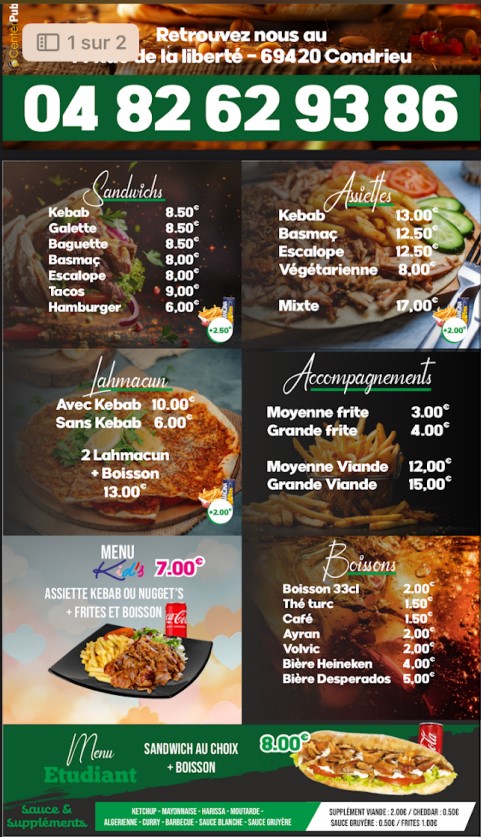 CenterPub
1 sur 2
Retrouvez nous au
de la liberté - 69420 Condrieu
04 82 62 93 86
Sandwichs
Kebab 8.50€
Galette 8.50€
Baguette 8.50€
Basmaç 8,00€
Escalope 8,00€
Tacos 9,00€
Hamburger 6,00€
+2.50€
Assiettes
Kebab 13.00€
Basmaç 12.50€
Escalope 12.50€
Végétarienne 8,00€
Mixte 17,00€
+2.00€
Lahmacun
Avec Kebab 10.00€
Sans Kebab 6.00€
2 Lahmacun
+ Boisson
13.00€
+2.00€
Accompagnements
Moyenne frite 3.00€
Grande frite 4.00€
Moyenne Viande 12,00€
Grande Viande 15,00€
MENU
Kid's 7.00€
ASSIETTE KEBAB OU NUGGET'S
+ FRITES ET BOISSON
Boissons
Boisson 33cl 2.00€
Thé turc 1.50€
Café 1.50€
Ayran 2,00€
Volvic 2,00€
Bière Heineken 4,00€
Bière Desperados 5,00€
Menu
Etudiant
SANDWICH AU CHOIX
+ BOISSON
8.00€
Sauce &
Suppléments
KETCHUP - MAYONNAISE - HARISSA - MOUTARDE -
ALGERIENNE - CURRY - BARBECUE - SAUCE BLANCHE - SAUCE GRUYÈRE
SUPPLÉMENT VIANDE : 2.00€ / CHEDDAR : 0.50€
SAUCE GRUYÈRE : 0.50€ / FRITES 1.00€